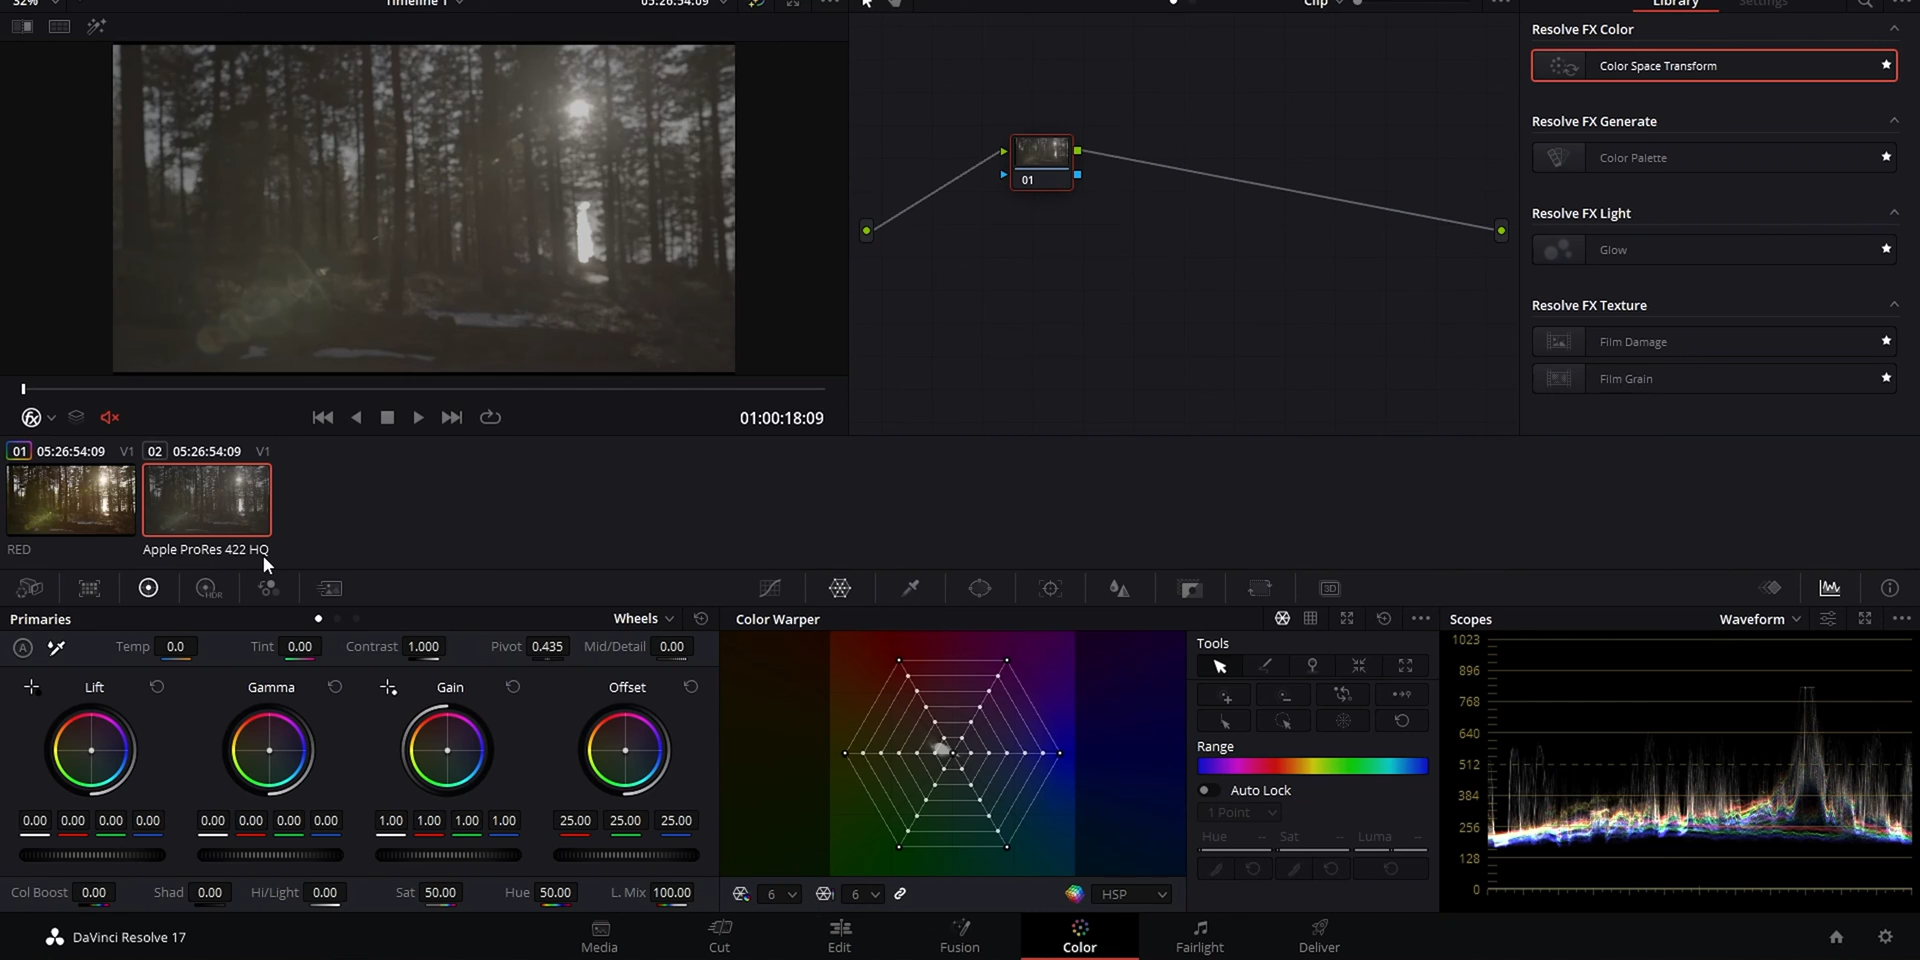 32%
Timeline 1
05:26:54:09
Clip
Library
Settings
Resolve FX Color
Color Space Transform
Resolve FX Generate
Color Palette
Resolve FX Light
Glow
Resolve FX Texture
Film Damage
Film Grain
01
01:00:18:09
01 05:26:54:09 V1
02 05:26:54:09 V1
RED
Apple ProRes 422 HQ
HDR
3D
Primaries
Wheels
Color Warper
Scopes
Waveform
A
Temp 0.0
Tint 0.00
Contrast 1.000
Pivot 0.435
Mid/Detail 0.00
Lift
Gamma
Gain
Offset
0.00 0.00 0.00 0.00
0.00 0.00 0.00 0.00
1.00 1.00 1.00 1.00
25.00 25.00 25.00
Col Boost 0.00
Shad 0.00
Hi/Light 0.00
Sat 50.00
Hue 50.00
L. Mix 100.00
6
6
HSP
Tools
Range
Auto Lock
1 Point
Hue --
Sat --
Luma --
1023
896
768
640
512
384
256
128
0
DaVinci Resolve 17
Media
Cut
Edit
Fusion
Color
Fairlight
Deliver